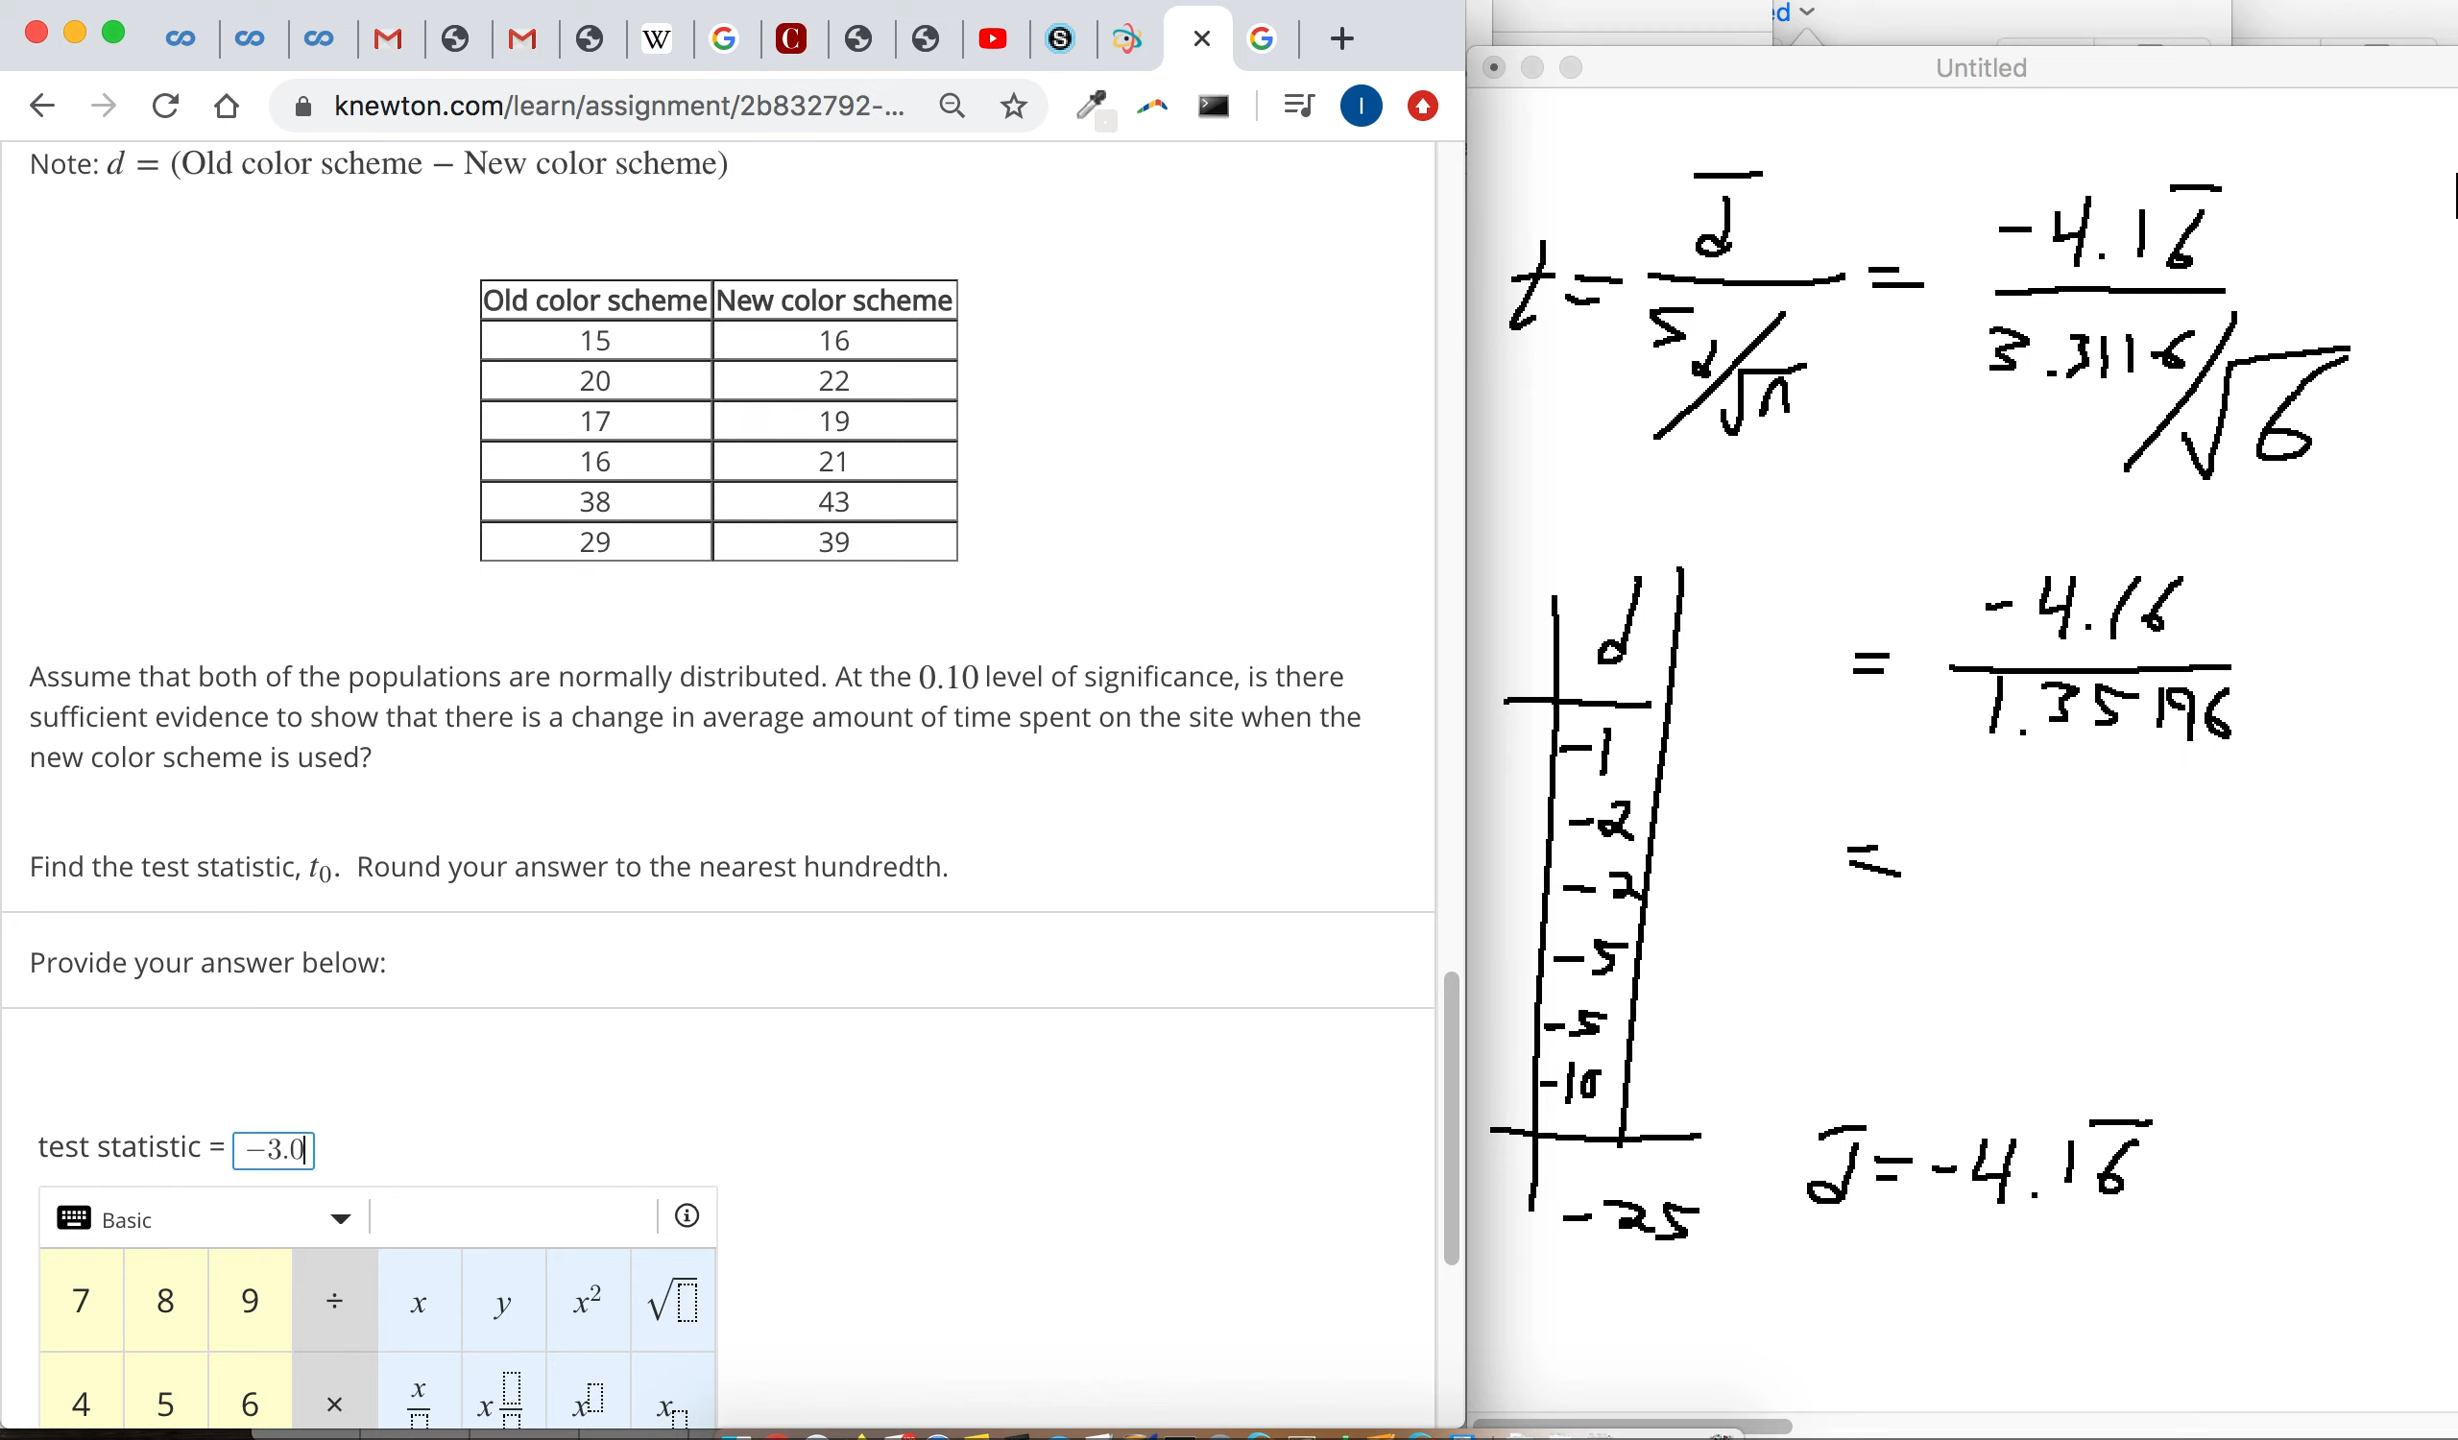 ed
Untitled
knewton.com/learn/assignment/2b832792-...
I
Note: d = (Old color scheme − New color scheme)
Old color scheme New color scheme
15 16
20 22
17 19
16 21
38 43
29 39
Assume that both of the populations are normally distributed. At the 0.10 level of significance, is there
sufficient evidence to show that there is a change in average amount of time spent on the site when the
new color scheme is used?
Find the test statistic, t₀. Round your answer to the nearest hundredth.
Provide your answer below:
test statistic = −3.0
Basic
7 8 9 ÷ x y x² √
4 5 6 × x x x x
t = d̅ / (s_d/√n) = -4.16̅ / (3.3116/√6)
= -4.16 / 1.35196
=
d
-1
-2
-2
-5
-5
-10
-25
d̅ = -4.16̅